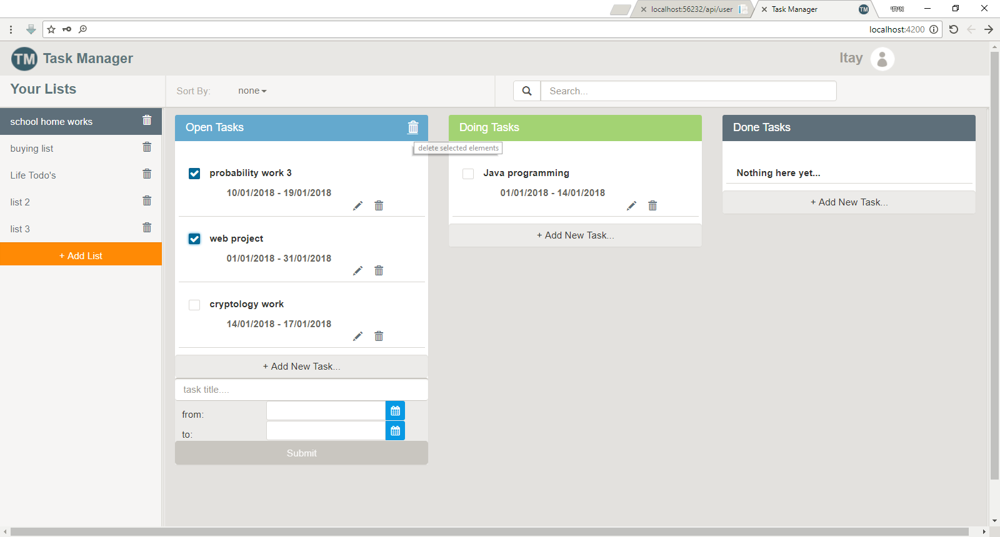 localhost:56232/api/user
Task Manager
TM
איתי
localhost:4200
TM Task Manager
Itay
Your Lists
Sort By: none
Search...
school home works
buying list
Life Todo's
list 2
list 3
+ Add List
Open Tasks
delete selected elements
probability work 3
10/01/2018 - 19/01/2018
web project
01/01/2018 - 31/01/2018
cryptology work
14/01/2018 - 17/01/2018
+ Add New Task...
task title....
from:
to:
Submit
Doing Tasks
Java programming
01/01/2018 - 14/01/2018
+ Add New Task...
Done Tasks
Nothing here yet...
+ Add New Task...